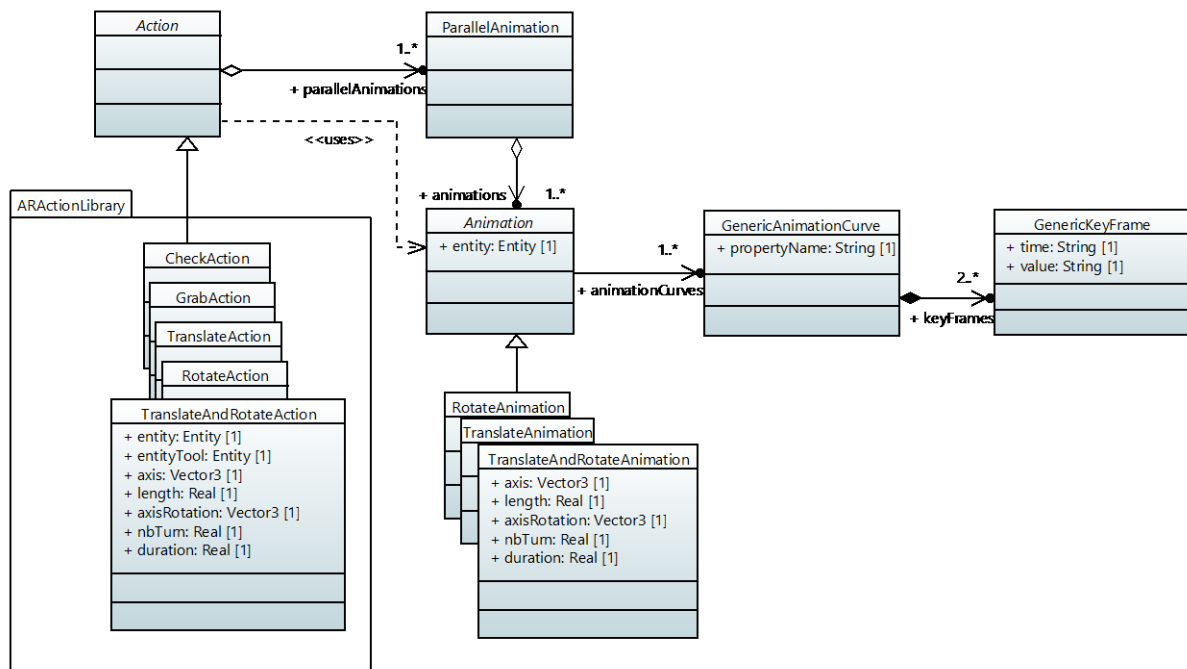 Action
ParallelAnimation
1..*
+ parallelAnimations
<<uses>>
+ animations
1..*
ARActionLibrary
CheckAction
GrabAction
TranslateAction
RotateAction
TranslateAndRotateAction
+ entity: Entity [1]
+ entityTool: Entity [1]
+ axis: Vector3 [1]
+ length: Real [1]
+ axisRotation: Vector3 [1]
+ nbTurn: Real [1]
+ duration: Real [1]
Animation
+ entity: Entity [1]
1..*
+ animationCurves
GenericAnimationCurve
+ propertyName: String [1]
2..*
+ keyFrames
GenericKeyFrame
+ time: String [1]
+ value: String [1]
RotateAnimation
TranslateAnimation
TranslateAndRotateAnimation
+ axis: Vector3 [1]
+ length: Real [1]
+ axisRotation: Vector3 [1]
+ nbTurn: Real [1]
+ duration: Real [1]